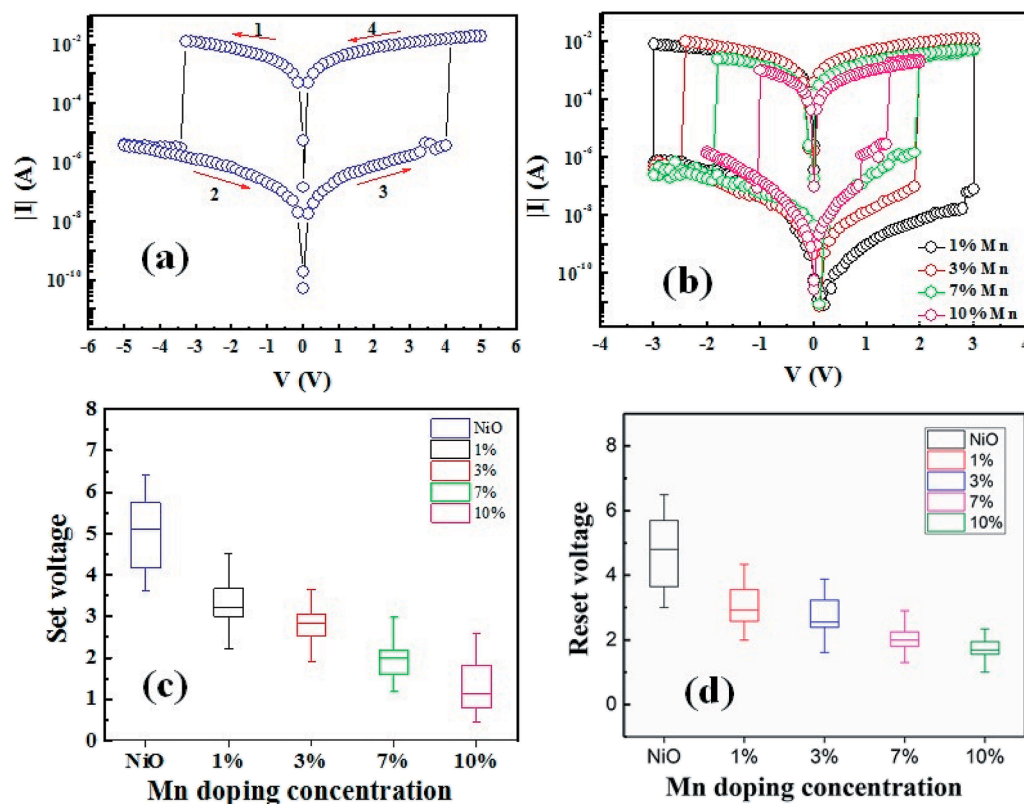 |I| (A)
10⁻²
10⁻⁴
10⁻⁶
10⁻⁸
10⁻¹⁰
1
4
2
3
(a)
-6 -5 -4 -3 -2 -1 0 1 2 3 4 5 6
V (V)
|I| (A)
10⁻²
10⁻⁴
10⁻⁶
10⁻⁸
10⁻¹⁰
(b)
1% Mn
3% Mn
7% Mn
10% Mn
-4 -3 -2 -1 0 1 2 3 4
V (V)
Set voltage
8
7
6
5
4
3
2
1
0
NiO
1%
3%
7%
10%
(c)
NiO 1% 3% 7% 10%
Mn doping concentration
Reset voltage
8
6
4
2
0
NiO
1%
3%
7%
10%
(d)
NiO 1% 3% 7% 10%
Mn doping concentration